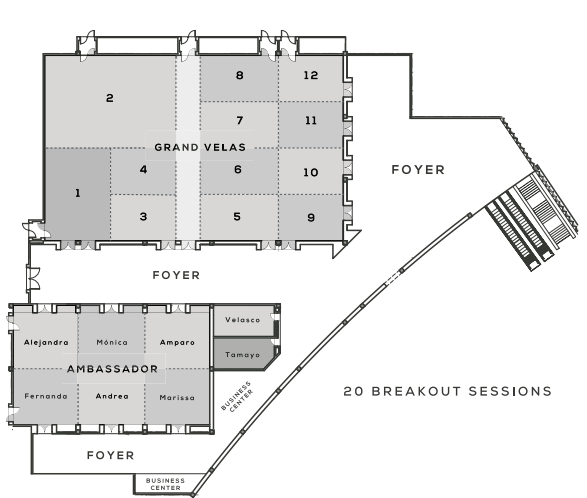 8 12
2
7 11
GRAND VELAS
4 6 10
FOYER
1
3 5 9
FOYER
Velasco
Alejandra Mónica Amparo
Tamayo
AMBASSADOR
Fernanda Andrea Marissa
BUSINESS
CENTER
20 BREAKOUT SESSIONS
FOYER
BUSINESS
CENTER